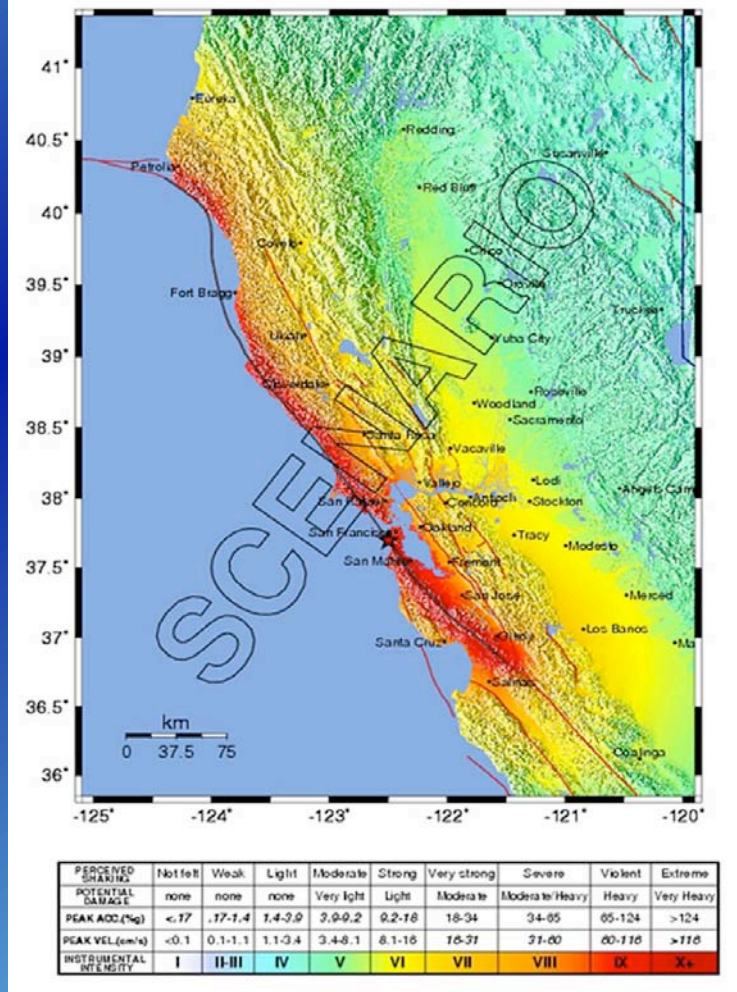 41°
Eureka
Redding
40.5°
Susanville
Petrolia
Red Bluff
40°
Covelo
Chico
39.5°
Fort Bragg
Oroville
Truckee
Ukiah
Yuba City
39°
Cloverdale
Roseville
Woodland
38.5°
Santa Rosa
Sacramento
Vacaville
Vallejo
Lodi
Angels Cam
38°
San Rafael
Concord
Antioch
Stockton
San Francisco
Oakland
Tracy
Modesto
37.5°
San Mateo
Fremont
San Jose
Merced
37°
Santa Cruz
Gilroy
Los Banos
Ma
36.5°
Salinas
SCENARIO
km
0 37.5 75
Coalinga
36°
-125° -124° -123° -122° -121° -120°
PERCEIVED SHAKING Not felt Weak Light Moderate Strong Very strong Severe Violent Extreme
POTENTIAL DAMAGE none none none Very light Light Moderate Moderate/Heavy Heavy Very Heavy
PEAK ACC.(%g) <.17 .17-1.4 1.4-3.9 3.9-9.2 9.2-18 18-34 34-65 65-124 >124
PEAK VEL.(cm/s) <0.1 0.1-1.1 1.1-3.4 3.4-8.1 8.1-16 16-31 31-60 60-116 >116
INSTRUMENTAL INTENSITY I II-III IV V VI VII VIII IX X+